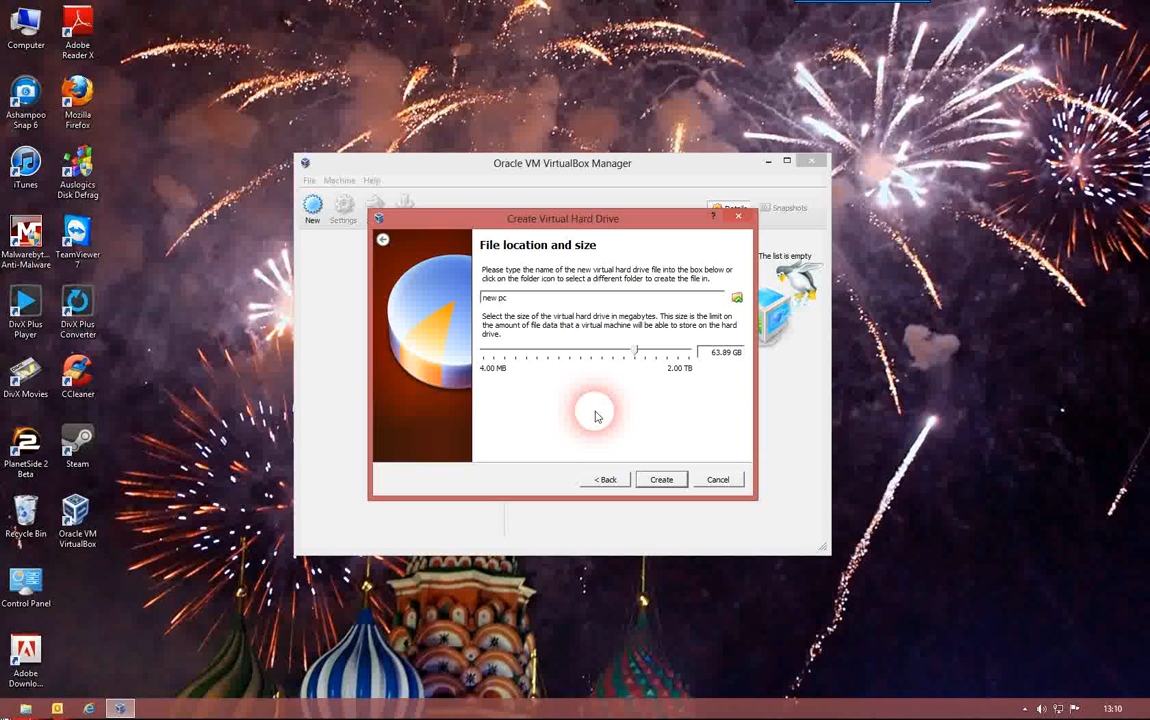 Computer
Adobe
Reader X
Ashampoo
Snap 6
Mozilla
Firefox
iTunes
Auslogics
Disk Defrag
Malwareby...
Anti-Malware
TeamViewer
7
DivX Plus
Player
DivX Plus
Converter
DivX Movies
CCleaner
PlanetSide 2
Beta
Steam
Recycle Bin
Oracle VM
VirtualBox
Control Panel
Adobe
Downlo...
Oracle VM VirtualBox Manager
File Machine Help
New
Settings
Details
Snapshots
The list is empty
Create Virtual Hard Drive
File location and size
Please type the name of the new virtual hard drive file into the box below or
click on the folder icon to select a different folder to create the file in.
new pc
Select the size of the virtual hard drive in megabytes. This size is the limit on
the amount of file data that a virtual machine will be able to store on the hard
drive.
63.89 GB
4.00 MB
2.00 TB
< Back
Create
Cancel
13:10